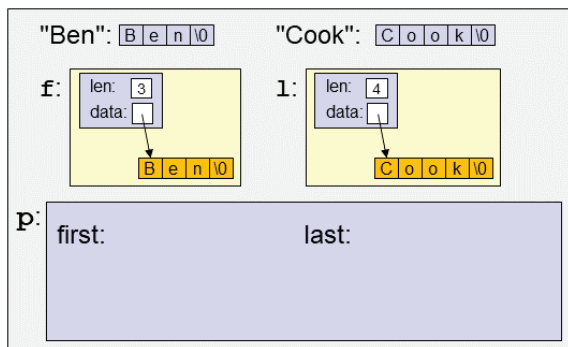 "Ben": B e n \0 "Cook": C o o k \0
f: len: 3 l: len: 4
data: data:
B e n \0 C o o k \0
p:
first: last: